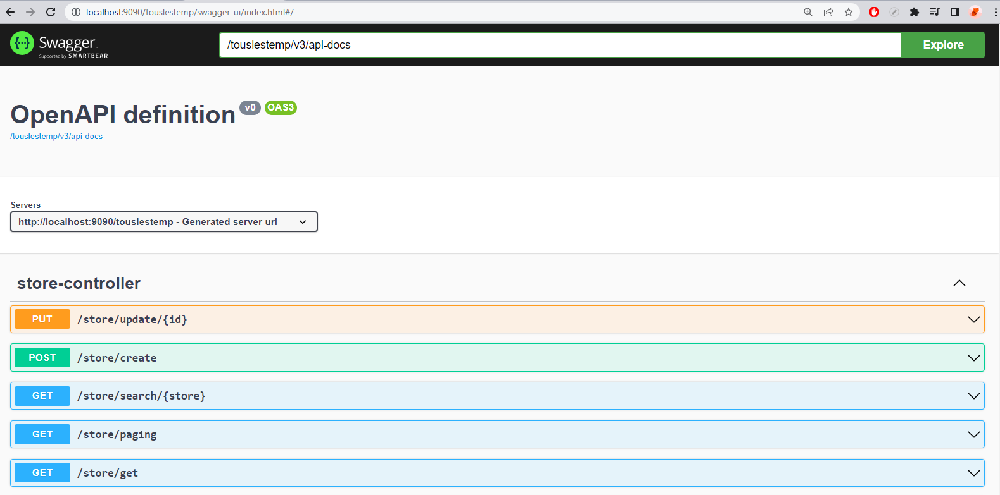 localhost:9090/touslestemp/swagger-ui/index.html#/
Swagger
Supported by SMARTBEAR
/touslestemp/v3/api-docs
Explore
OpenAPI definition v0 OAS3
/touslestemp/v3/api-docs
Servers
http://localhost:9090/touslestemp - Generated server url
store-controller
PUT /store/update/{id}
POST /store/create
GET /store/search/{store}
GET /store/paging
GET /store/get